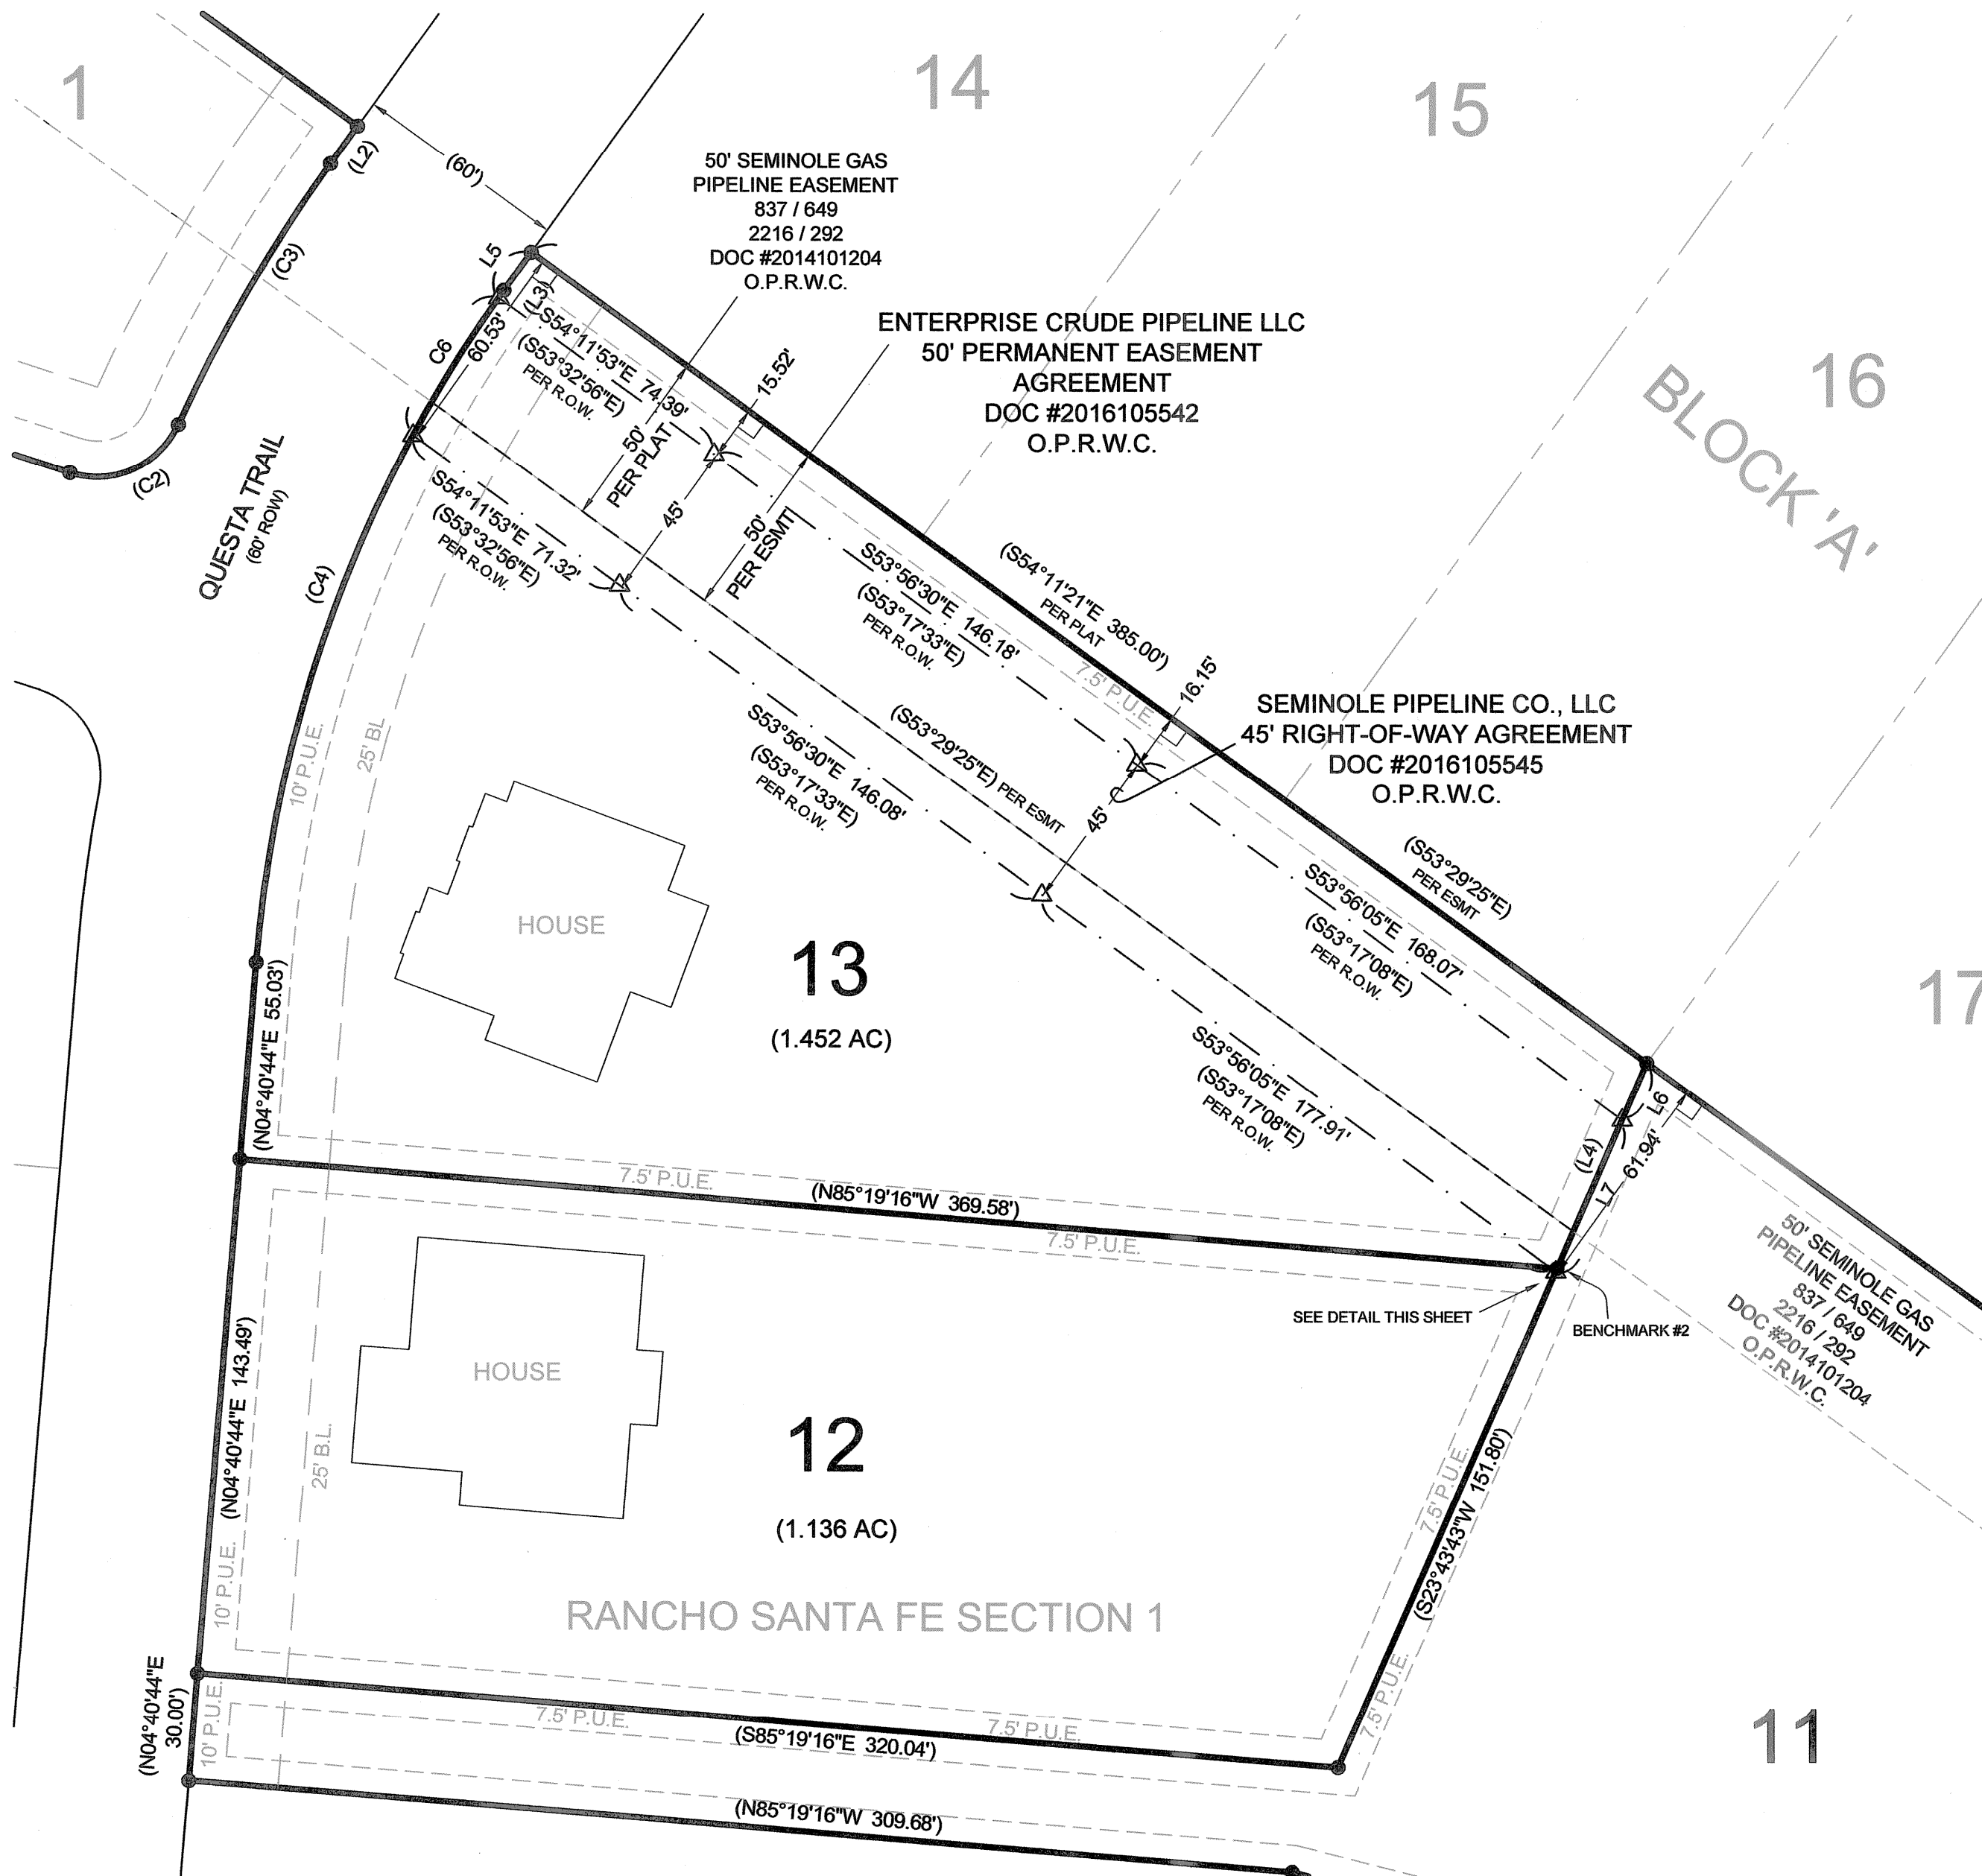 1
14
15
16
17
BLOCK 'A'
(60')
(L2)
(C3)
(C2)
QUESTA TRAIL
(60' ROW)
50' SEMINOLE GAS
PIPELINE EASEMENT
837 / 649
2216 / 292
DOC #2014101204
O.P.R.W.C.
L5
(L3)
C6
60.53'
S54°11'53"E 74.39'
(S53°32'56"E)
PER R.O.W.
15.52'
50'
PER PLAT
45'
50'
PER ESMT
ENTERPRISE CRUDE PIPELINE LLC
50' PERMANENT EASEMENT
AGREEMENT
DOC #2016105542
O.P.R.W.C.
S54°11'53"E 71.32'
(S53°32'56"E)
PER R.O.W.
(C4)
10' P.U.E.
25' BL
S53°56'30"E 146.18'
(S53°17'33"E)
PER R.O.W.
(S54°11'21"E 385.00')
PER PLAT
7.5' P.U.E.
16.15'
SEMINOLE PIPELINE CO., LLC
45' RIGHT-OF-WAY AGREEMENT
DOC #2016105545
O.P.R.W.C.
S53°56'30"E 146.08'
(S53°17'33"E)
PER R.O.W.
(S53°29'25"E) PER ESMT
45'
(S53°29'25"E)
PER ESMT
S53°56'05"E 168.07'
(S53°17'08"E)
PER R.O.W.
HOUSE
13
(1.452 AC)
S53°56'05"E 177.91'
(S53°17'08"E)
PER R.O.W.
(N04°40'44"E 55.03')
L6
(L4)
61.94'
L7
7.5' P.U.E.
(N85°19'16"W 369.58')
7.5' P.U.E.
50' SEMINOLE GAS
PIPELINE EASEMENT
837 / 649
2216 / 292
DOC #2014101204
O.P.R.W.C.
SEE DETAIL THIS SHEET
BENCHMARK #2
HOUSE
12
(1.136 AC)
(N04°40'44"E 143.49')
25' B.L.
10' P.U.E.
7.5' P.U.E.
(S23°43'43"W 151.80')
RANCHO SANTA FE SECTION 1
(N04°40'44"E
30.00')
10' P.U.E.
7.5' P.U.E.
(S85°19'16"E 320.04')
7.5' P.U.E.
7.5' P.U.E.
11
(N85°19'16"W 309.68')